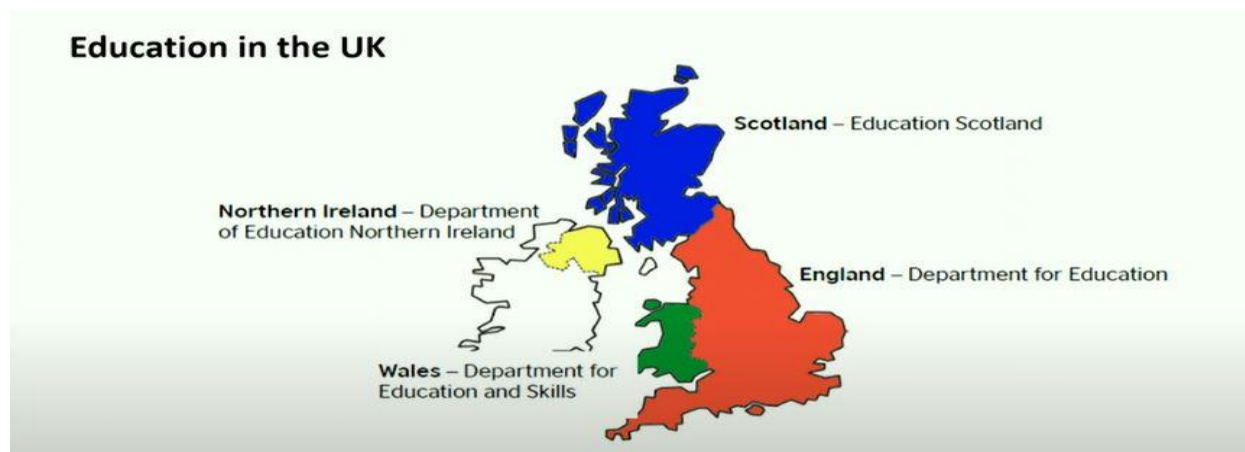 Education in the UK
Scotland – Education Scotland
Northern Ireland – Department
of Education Northern Ireland
England – Department for Education
Wales – Department for
Education and Skills